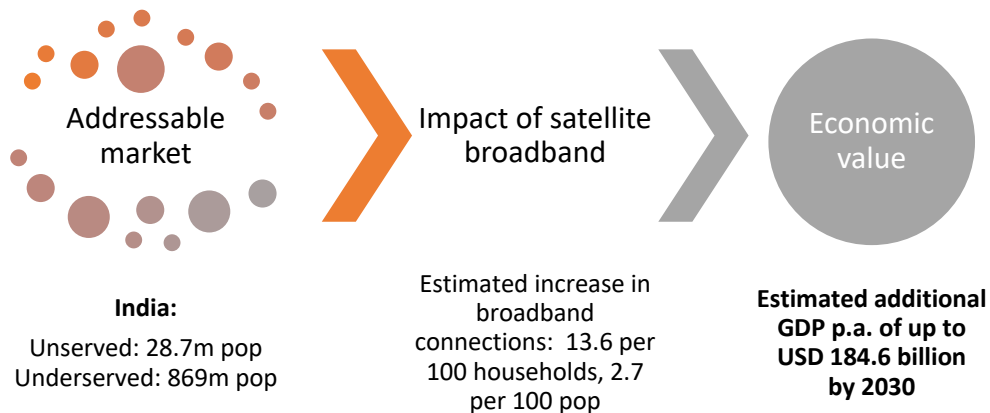 Addressable
market
Impact of satellite
broadband
Economic
value
India:
Unserved: 28.7m pop
Underserved: 869m pop
Estimated increase in
broadband
connections:  13.6 per
100 households, 2.7
per 100 pop
Estimated additional
GDP p.a. of up to
USD 184.6 billion
by 2030